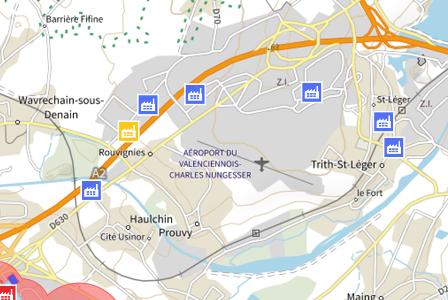 Barrière Fifine
D70
E3
Z.I.
Z.I.
Wavrechain-sous-
Denain
St-Léger
Rouvignies
AÉROPORT DU
VALENCIENNOIS-
CHARLES NUNGESSER
Trith-St-Léger
A2
le Fort
D630
Haulchin
Prouvy
Cité Usinor
Maing